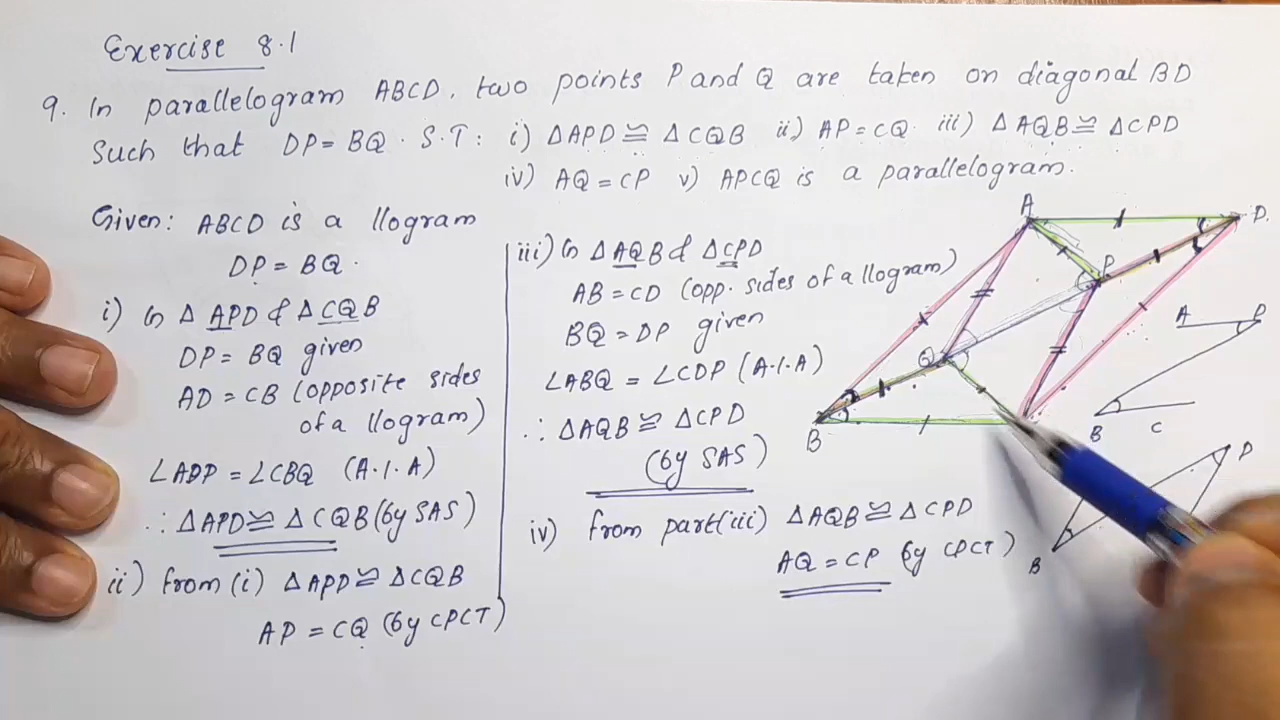 Exercise 8.1
9. In parallelogram ABCD, two points P and Q are taken on diagonal BD
Such that DP = BQ. S.T: i) ΔAPD ≅ ΔCQB ii) AP = CQ iii) ΔAQB ≅ ΔCPD
iv) AQ = CP v) APCQ is a parallelogram.
Given: ABCD is a llogram
DP = BQ.
i) In Δ APD & Δ CQB
DP = BQ given
AD = CB (opposite sides
of a llogram)
∠ADP = ∠CBQ (A.I.A)
∴ ΔAPD ≅ ΔCQB (by SAS)
ii) from (i) ΔAPD ≅ ΔCQB
AP = CQ (by CPCT)
iii) In ΔAQB & ΔCPD
AB = CD (opp. sides of a llogram)
BQ = DP given
∠ABQ = ∠CDP (A.I.A)
∴ ΔAQB ≅ ΔCPD
(by SAS)
iv) from part (iii) ΔAQB ≅ ΔCPD
AQ = CP (by CPCT)
A
D
P
Q
B
A
D
B
C
D
B